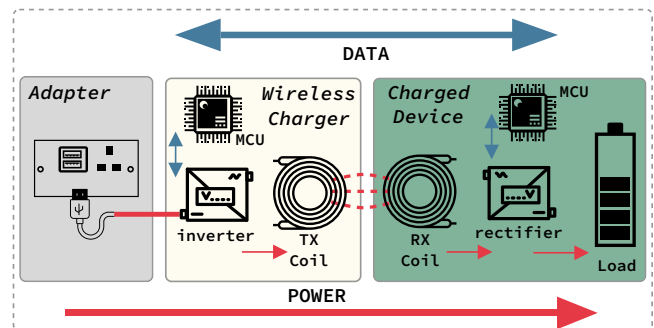 DATA
Adapter
Wireless
Charger
Charged
Device
MCU
MCU
V....
V
inverter
TX
Coil
RX
Coil
rectifier
Load
POWER